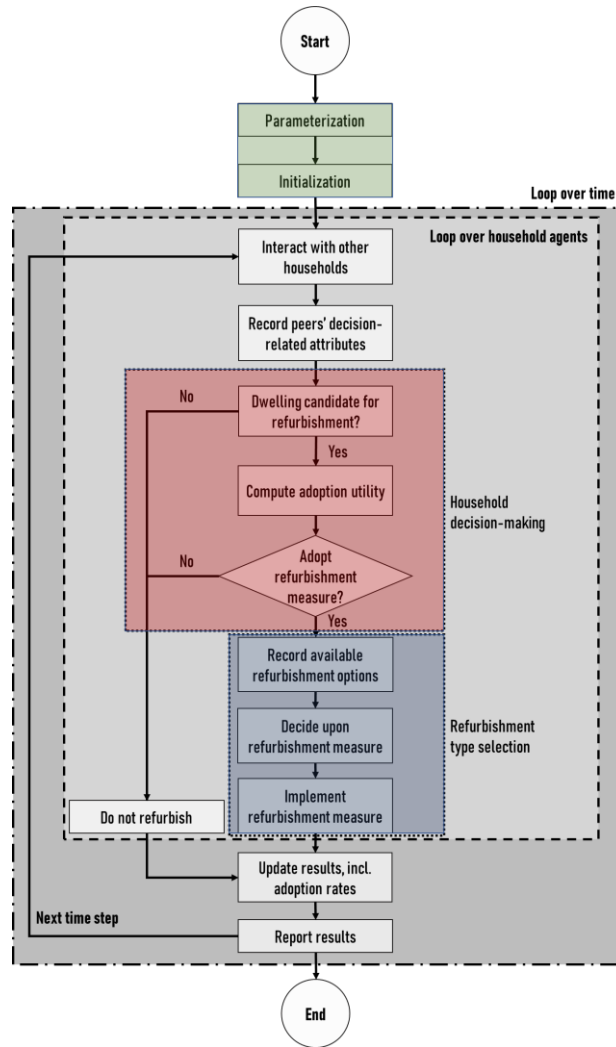 Start
Parameterization
Initialization
Loop over time
Loop over household agents
Interact with other
households
Record peers' decision-
related attributes
No
Dwelling candidate for
refurbishment?
Yes
Compute adoption utility
Household
decision-making
No
Adopt
refurbishment
measure?
Yes
Record available
refurbishment options
Decide upon
refurbishment measure
Refurbishment
type selection
Implement
refurbishment measure
Do not refurbish
Update results, incl.
adoption rates
Next time step
Report results
End